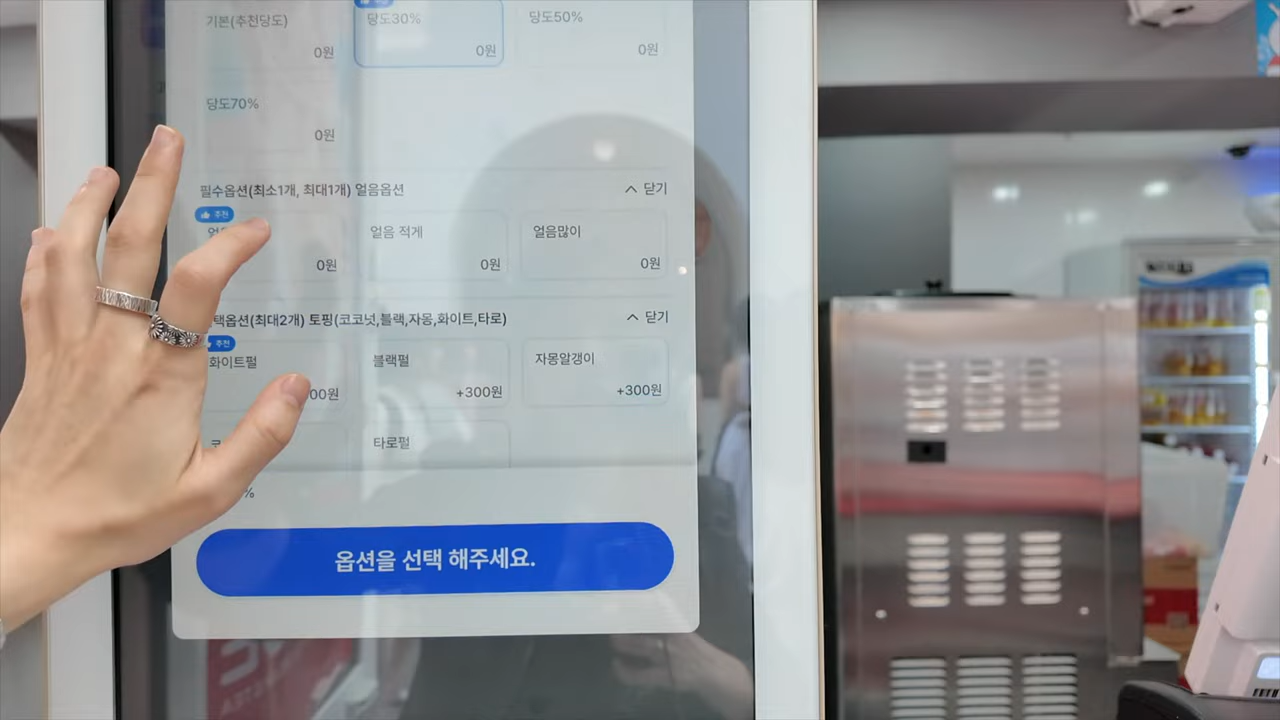 기본(추천당도)
당도30%
당도50%
0원
0원
0원
당도70%
0원
필수옵션(최소1개, 최대1개) 얼음옵션
닫기
추천
얼음 적게
얼음많이
0원
0원
0원
택옵션(최대2개) 토핑(코코넛,블랙,자몽,화이트,타로)
닫기
추천
화이트펄
블랙펄
자몽알갱이
00원
+300원
+300원
타로펄
%
옵션을 선택 해주세요.